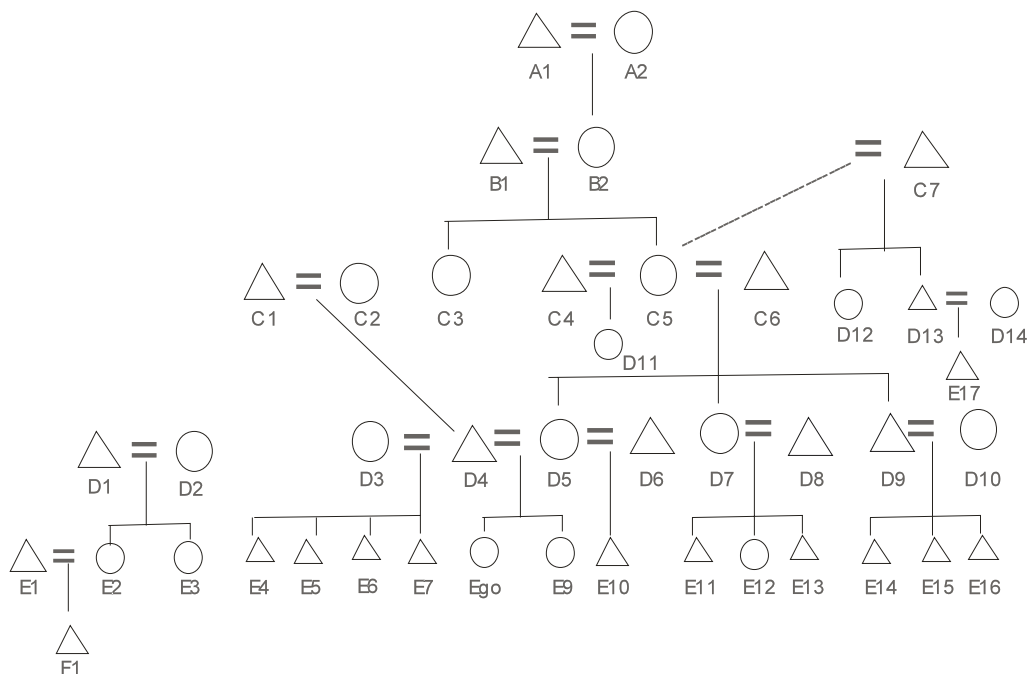 A1 A2
B1 B2
C7
C1 C2 C3 C4 C5 C6
D12 D13 D14
D11
E17
D1 D2 D3 D4 D5 D6 D7 D8 D9 D10
E1 E2 E3 E4 E5 E6 E7 Ego E9 E10 E11 E12 E13 E14 E15 E16
F1